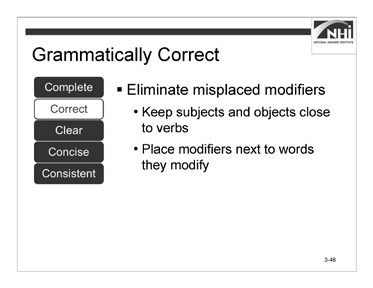 NHI
NATIONAL HIGHWAY INSTITUTE
Grammatically Correct
Complete
Correct
Clear
Concise
Consistent
▪ Eliminate misplaced modifiers
• Keep subjects and objects close
to verbs
• Place modifiers next to words
they modify
3-48